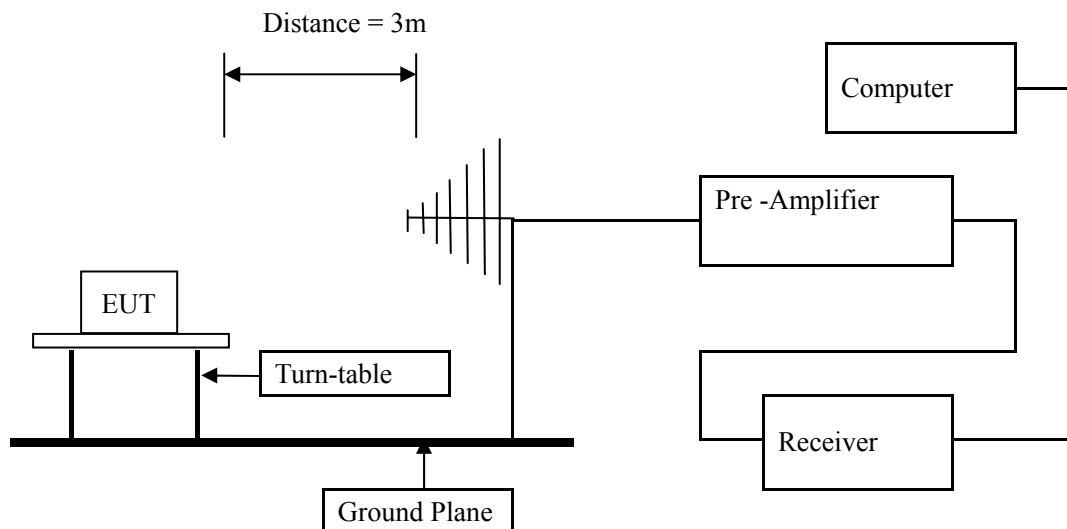 Distance = 3m
Computer
Pre -Amplifier
EUT
Turn-table
Receiver
Ground Plane